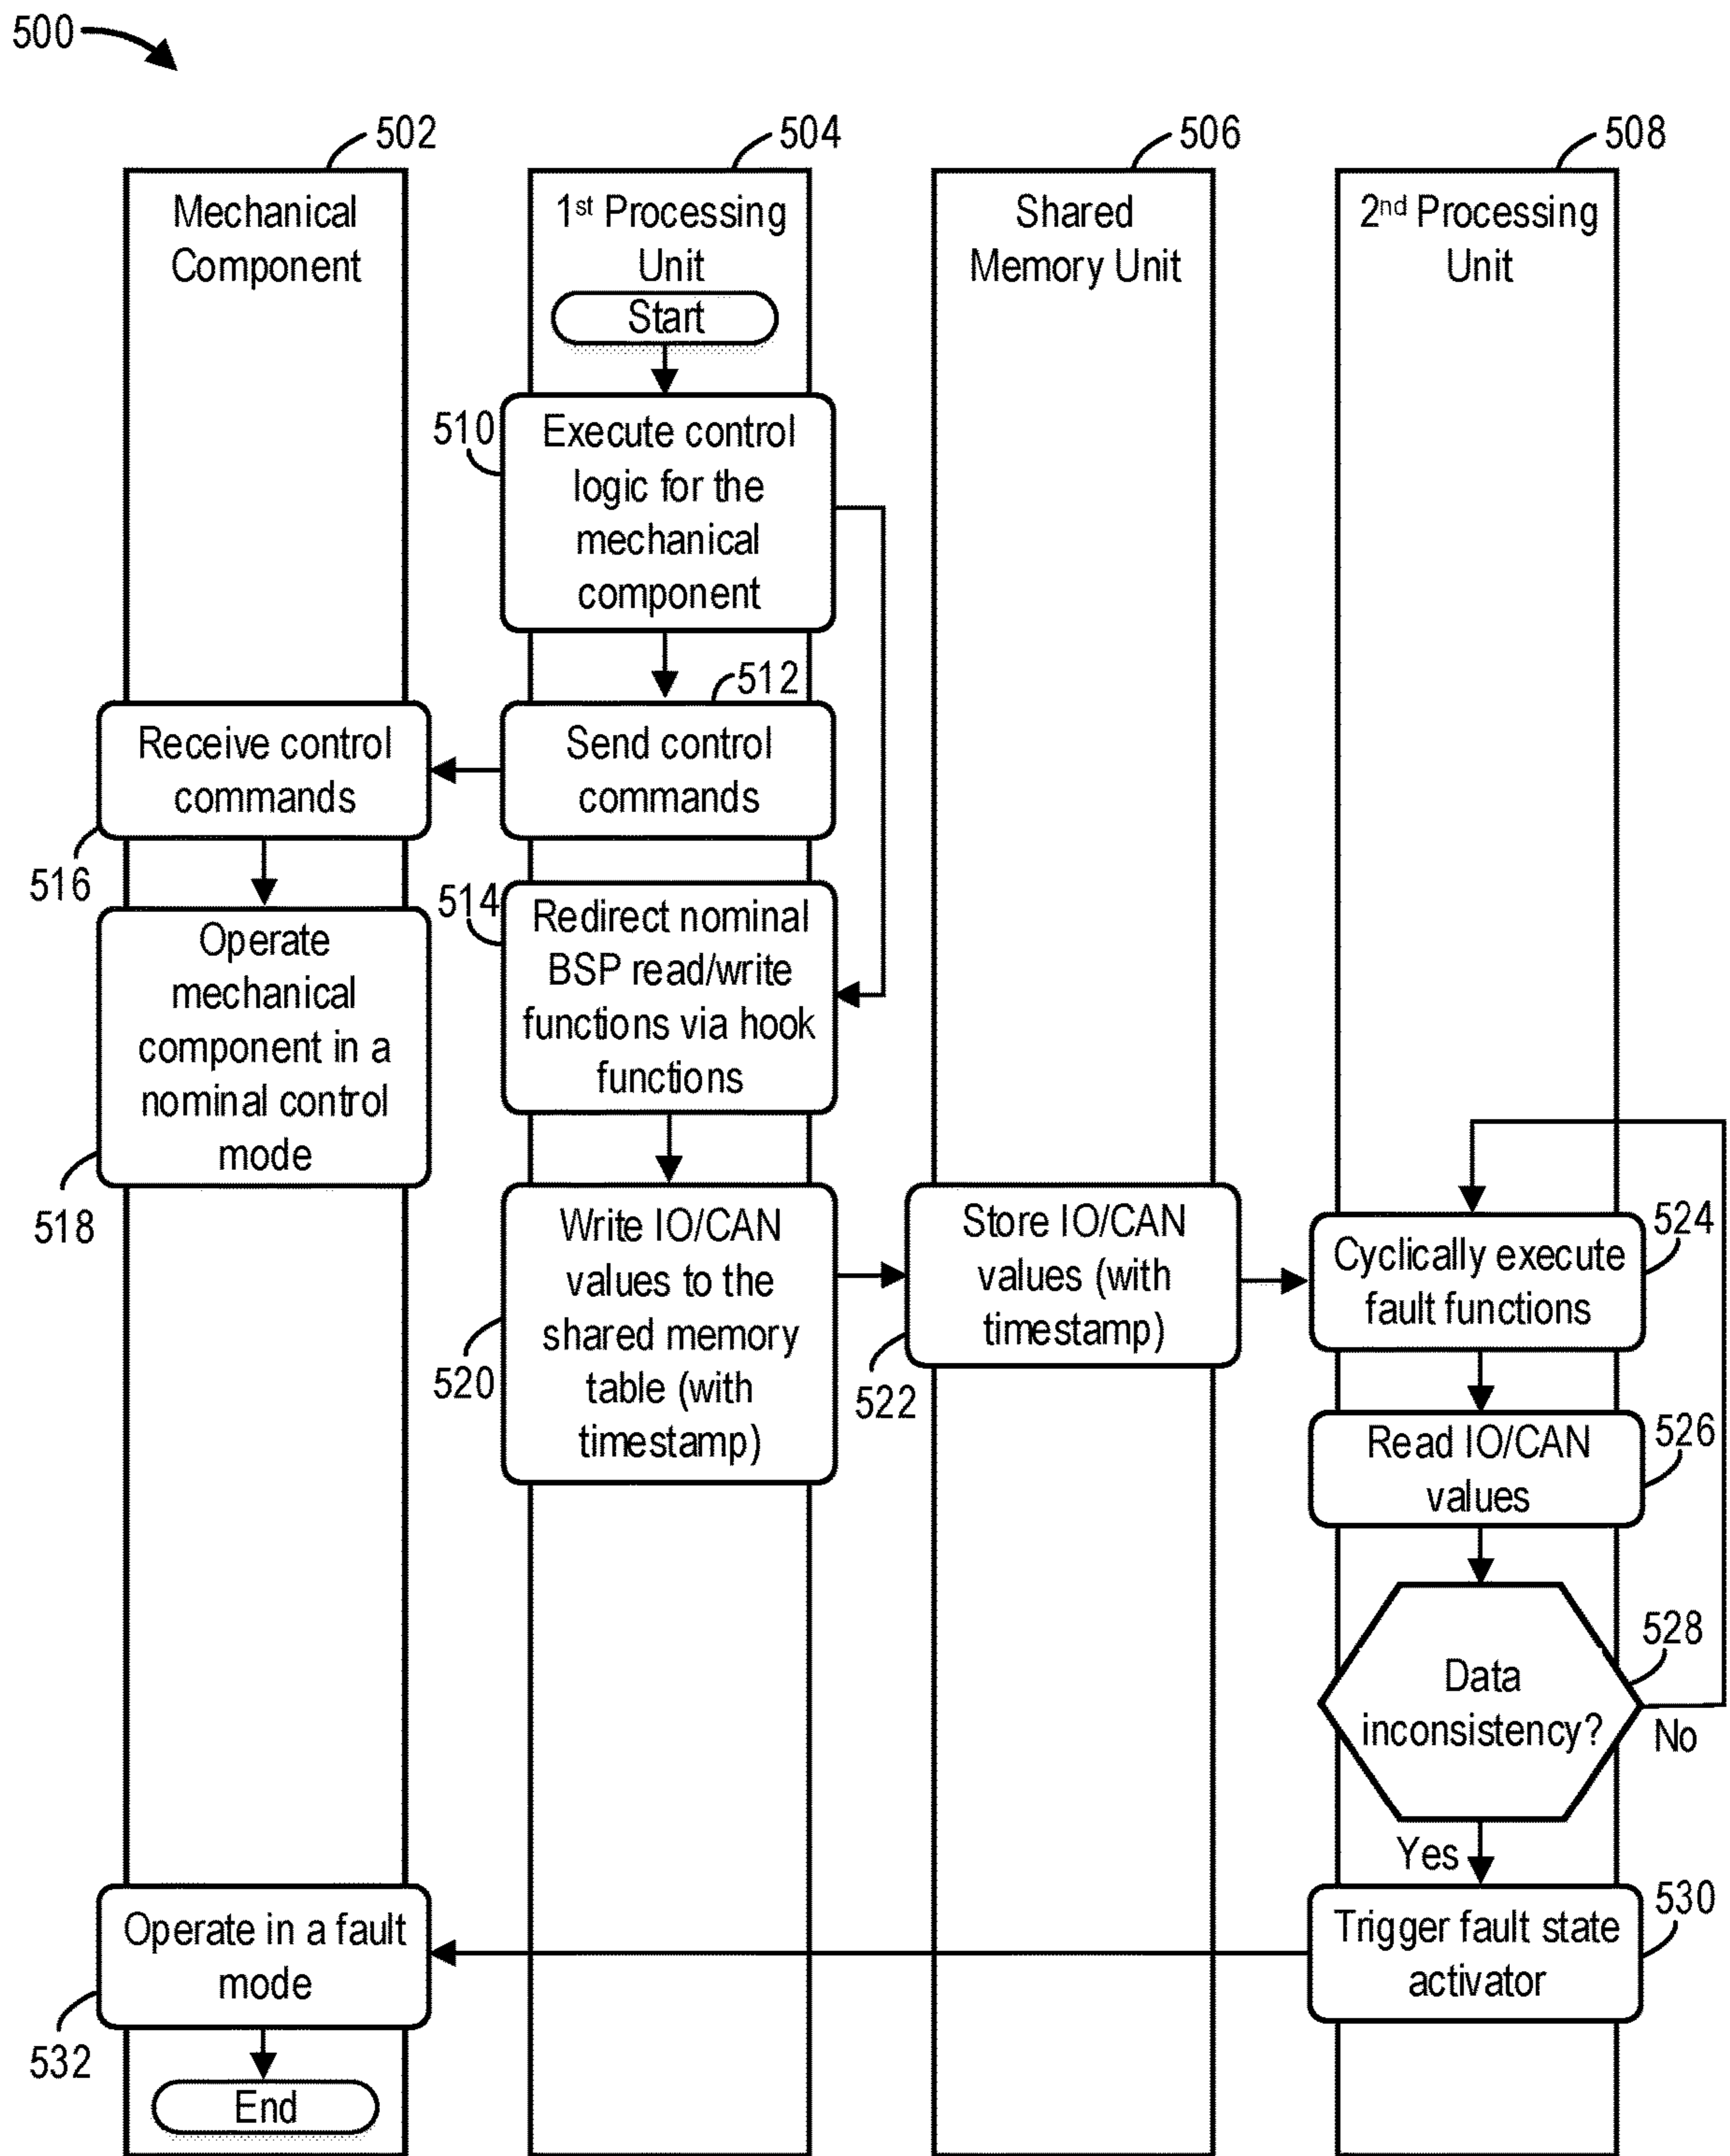 500
502
504
506
508
Mechanical
Component
1st Processing
Unit
Shared
Memory Unit
2nd Processing
Unit
Start
510
Execute control
logic for the
mechanical
component
512
Receive control
commands
Send control
commands
516
514
Operate
mechanical
component in a
nominal control
mode
Redirect nominal
BSP read/write
functions via hook
functions
518
Write IO/CAN
values to the
shared memory
table (with
timestamp)
520
Store IO/CAN
values (with
timestamp)
522
524
Cyclically execute
fault functions
526
Read IO/CAN
values
528
Data
inconsistency?
No
Yes
530
Trigger fault state
activator
Operate in a fault
mode
532
End